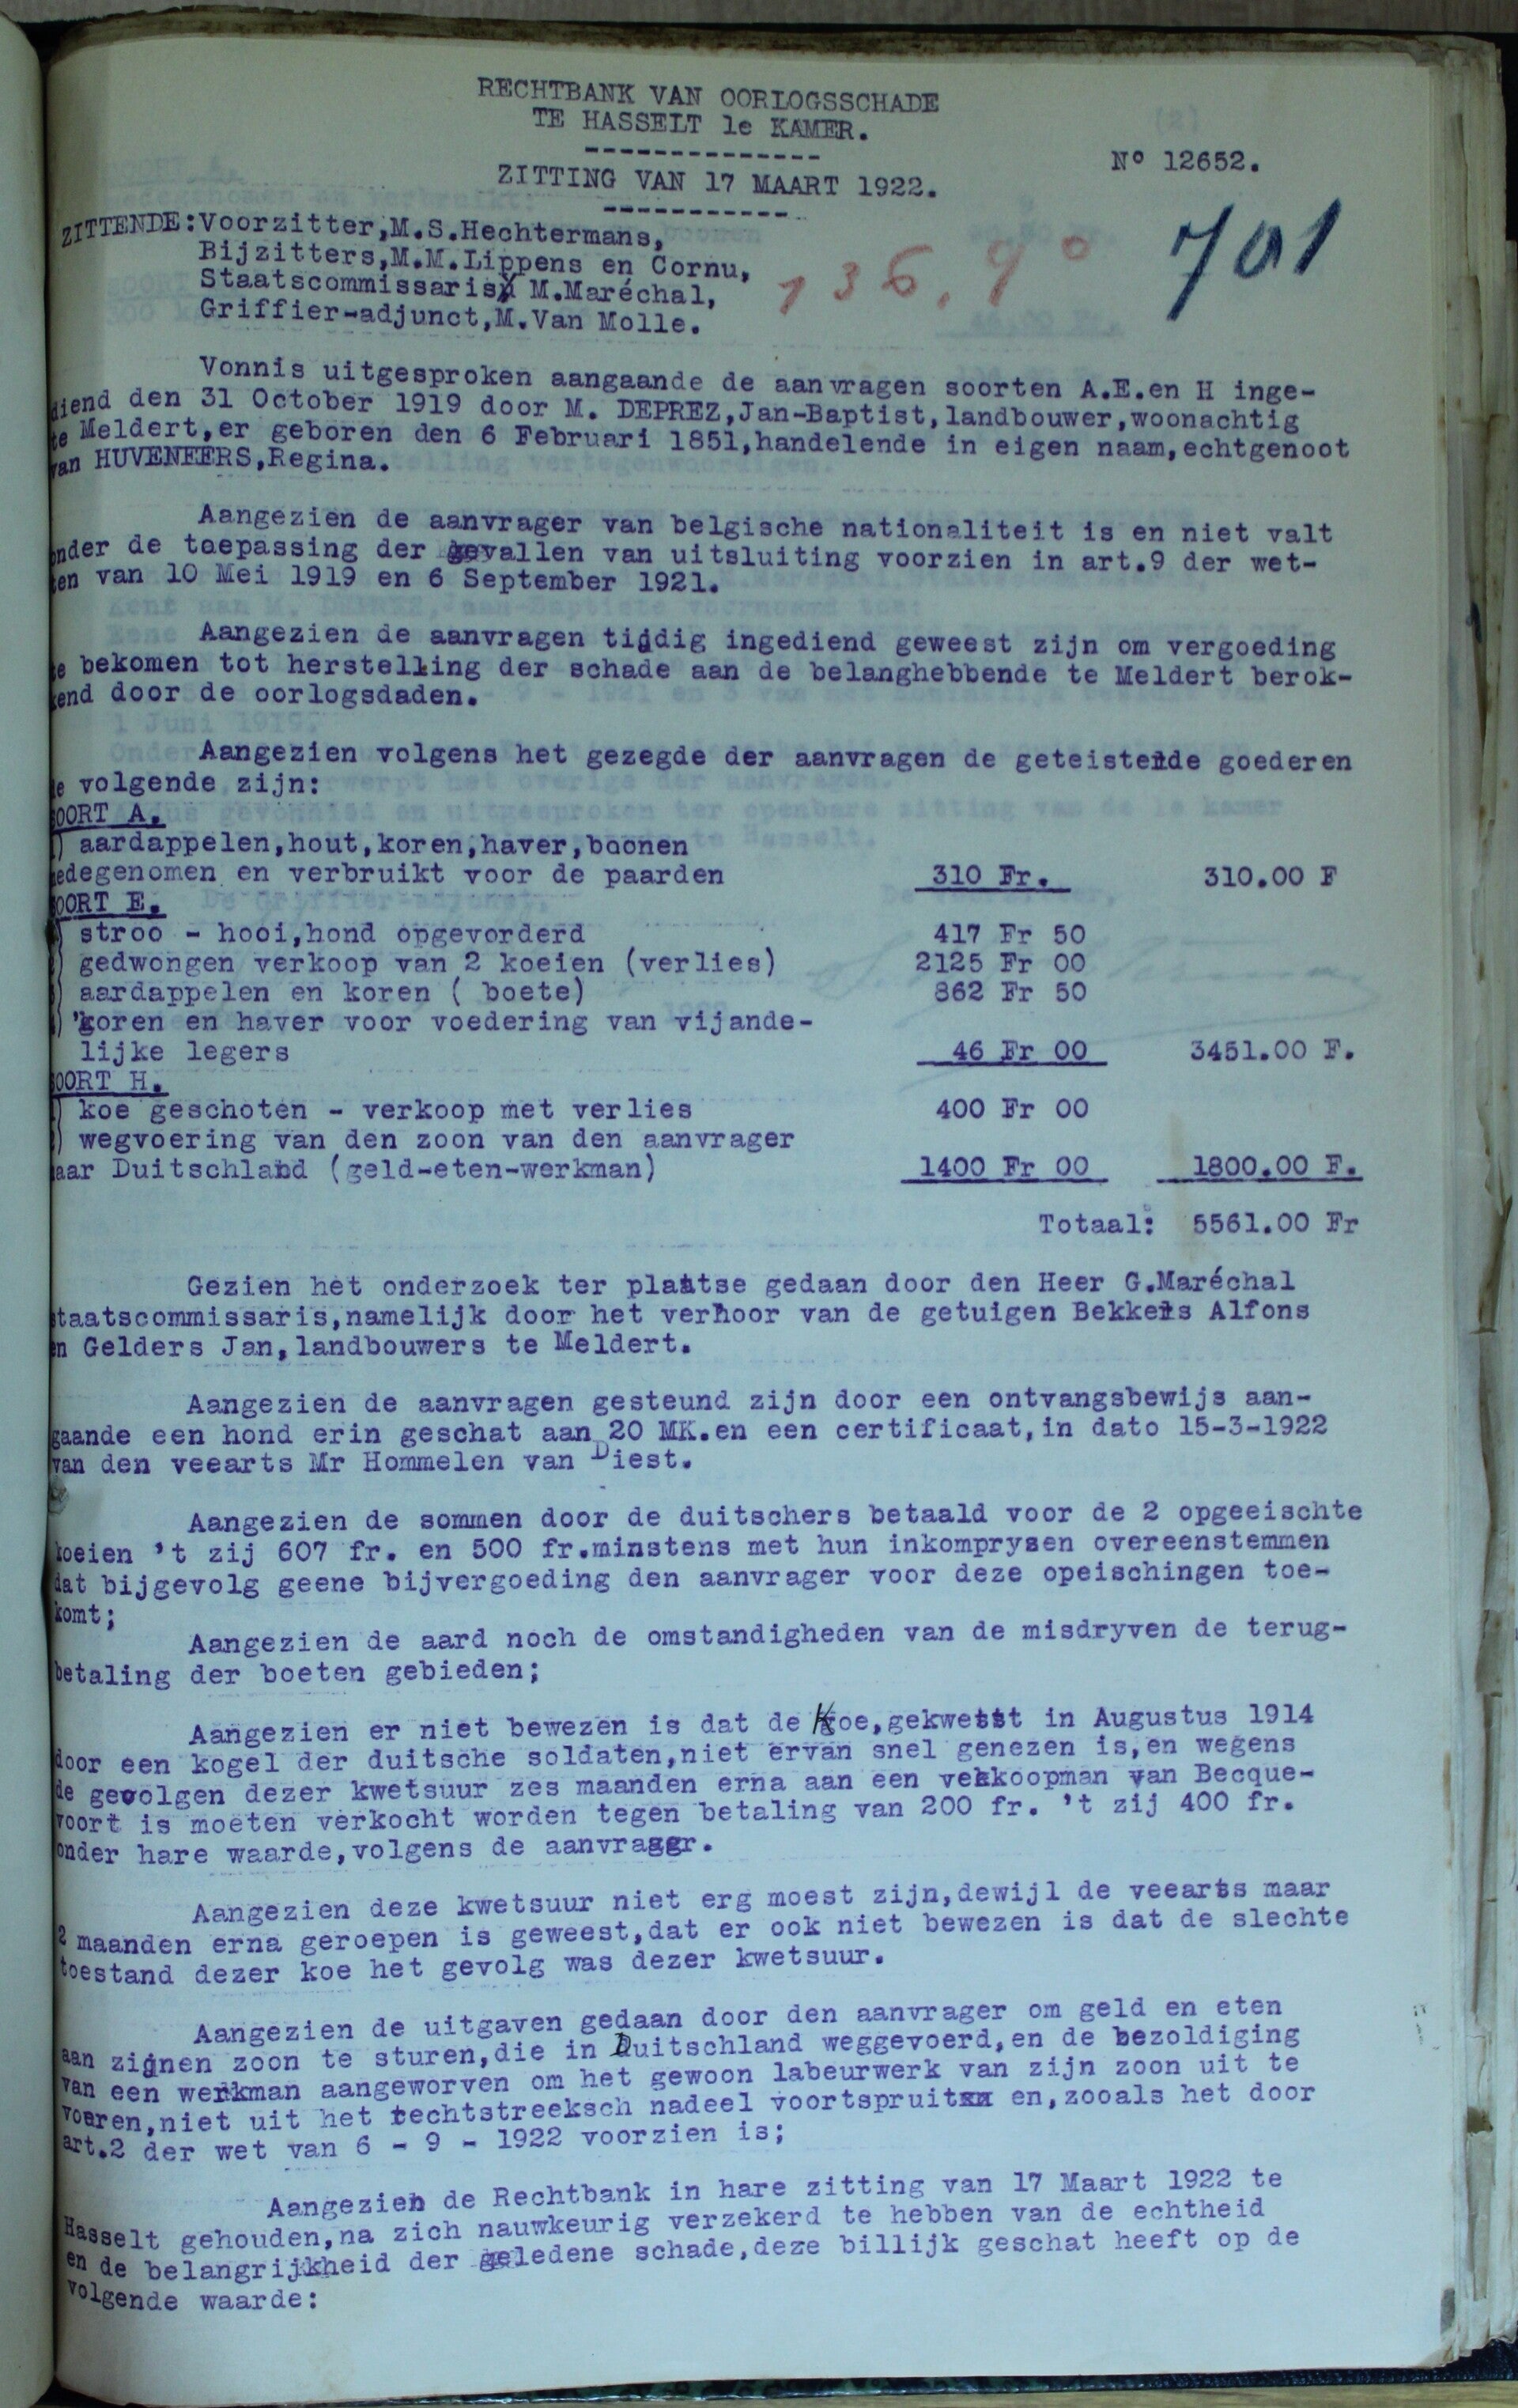 RECHTBANK VAN OORLOGSSCHADE
TE HASSELT 1e KAMER.
--------------
Nº 12652.
ZITTING VAN 17 MAART 1922.
-----------
701
136,9º
ZITTENDE:Voorzitter,M.S.Hechtermans,
Bijzitters,M.M.Lippens en Cornu,
Staatscommissaris, M.Maréchal,
Griffier-adjunct,M.Van Molle.
Vonnis uitgesproken aangaande de aanvragen soorten A.E.en H inge-
diend den 31 October 1919 door M. DEPREZ,Jan-Baptist,landbouwer,woonachtig
te Meldert,er geboren den 6 Februari 1851,handelende in eigen naam,echtgenoot
van HUVENEERS,Regina.
Aangezien de aanvrager van belgische nationaliteit is en niet valt
onder de toepassing der gevallen van uitsluiting voorzien in art.9 der wet-
ten van 10 Mei 1919 en 6 September 1921.
Aangezien de aanvragen tijdig ingediend geweest zijn om vergoeding
te bekomen tot herstelling der schade aan de belanghebbende te Meldert berok-
kend door de oorlogsdaden.
Aangezien volgens het gezegde der aanvragen de geteisterde goederen
de volgende zijn:
SOORT A.
1) aardappelen,hout,koren,haver,boonen
medegenomen en verbruikt voor de paarden 310 Fr. 310.00 F
SOORT E.
1) stroo - hooi,hond opgevorderd 417 Fr 50
2) gedwongen verkoop van 2 koeien (verlies) 2125 Fr 00
3) aardappelen en koren ( boete) 862 Fr 50
4) koren en haver voor voedering van vijande-
lijke legers 46 Fr 00 3451.00 F.
SOORT H.
1) koe geschoten - verkoop met verlies 400 Fr 00
2) wegvoering van den zoon van den aanvrager
naar Duitschland (geld-eten-werkman) 1400 Fr 00 1800.00 F.
Totaal: 5561.00 Fr
Gezien het onderzoek ter plaatse gedaan door den Heer G.Maréchal
staatscommissaris,namelijk door het verhoor van de getuigen Bekkers Alfons
en Gelders Jan,landbouwers te Meldert.
Aangezien de aanvragen gesteund zijn door een ontvangsbewijs aan-
gaande een hond erin geschat aan 20 MK.en een certificaat,in dato 15-3-1922
van den veearts Mr Hommelen van Diest.
Aangezien de sommen door de duitschers betaald voor de 2 opgeeischte
koeien 't zij 607 fr. en 500 fr.minstens met hun inkomprysen overeenstemmen
dat bijgevolg geene bijvergoeding den aanvrager voor deze opeischingen toe-
komt;
Aangezien de aard noch de omstandigheden van de misdryven de terug-
betaling der boeten gebieden;
Aangezien er niet bewezen is dat de Koe,gekwetst in Augustus 1914
door een kogel der duitsche soldaten,niet ervan snel genezen is,en wegens
de gevolgen dezer kwetsuur zes maanden erna aan een veekoopman van Becque-
voort is moeten verkocht worden tegen betaling van 200 fr. 't zij 400 fr.
onder hare waarde,volgens de aanvrager.
Aangezien deze kwetsuur niet erg moest zijn,dewijl de veearts maar
2 maanden erna geroepen is geweest,dat er ook niet bewezen is dat de slechte
toestand dezer koe het gevolg was dezer kwetsuur.
Aangezien de uitgaven gedaan door den aanvrager om geld en eten
aan zijnen zoon te sturen,die in Duitschland weggevoerd,en de bezoldiging
van een werkman aangeworven om het gewoon labeurwerk van zijn zoon uit te
voeren,niet uit het rechtstreeksch nadeel voortspruiten en,zooals het door
art.2 der wet van 6 - 9 - 1922 voorzien is;
Aangezien de Rechtbank in hare zitting van 17 Maart 1922 te
Hasselt gehouden,na zich nauwkeurig verzekerd te hebben van de echtheid
en de belangrijkheid der geledene schade,deze billijk geschat heeft op de
volgende waarde: